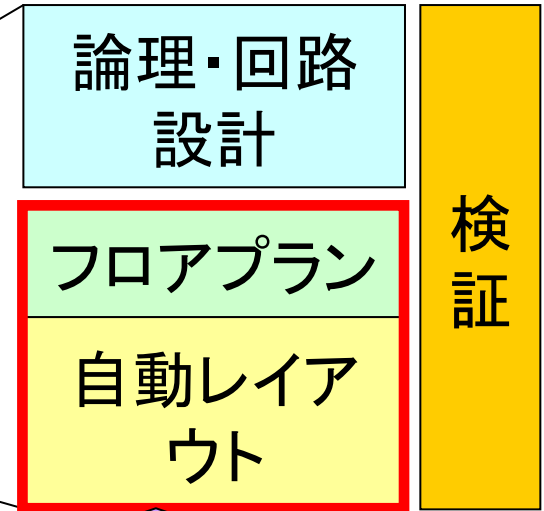 論理・回路
設計
フロアプラン
自動レイア
ウト
検
証